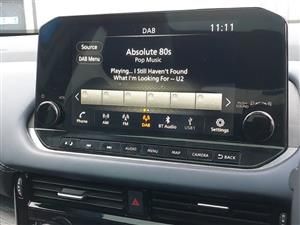 DAB
11:11
Source
DAB Menu
Absolute 80s
Pop Music
Playing... I Still Haven't Found
What I'm Looking For -- U2
Phone
AM
FM
DAB
BT Audio
USB1
Settings
AUDIO
MENU
MAP
CAMERA
BACK